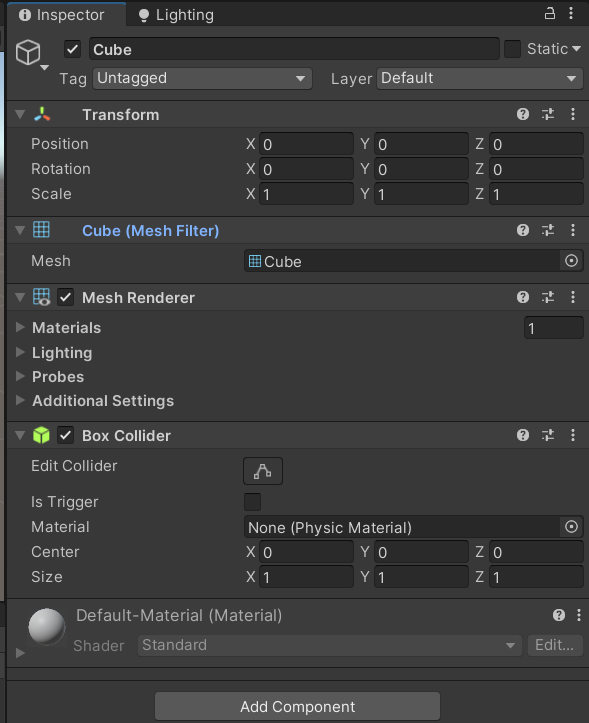 Inspector Lighting
Cube Static
Tag Untagged Layer Default
Transform
Position X 0 Y 0 Z 0
Rotation X 0 Y 0 Z 0
Scale X 1 Y 1 Z 1
Cube (Mesh Filter)
Mesh Cube
Mesh Renderer
Materials 1
Lighting
Probes
Additional Settings
Box Collider
Edit Collider
Is Trigger
Material None (Physic Material)
Center X 0 Y 0 Z 0
Size X 1 Y 1 Z 1
Default-Material (Material)
Shader Standard Edit...
Add Component